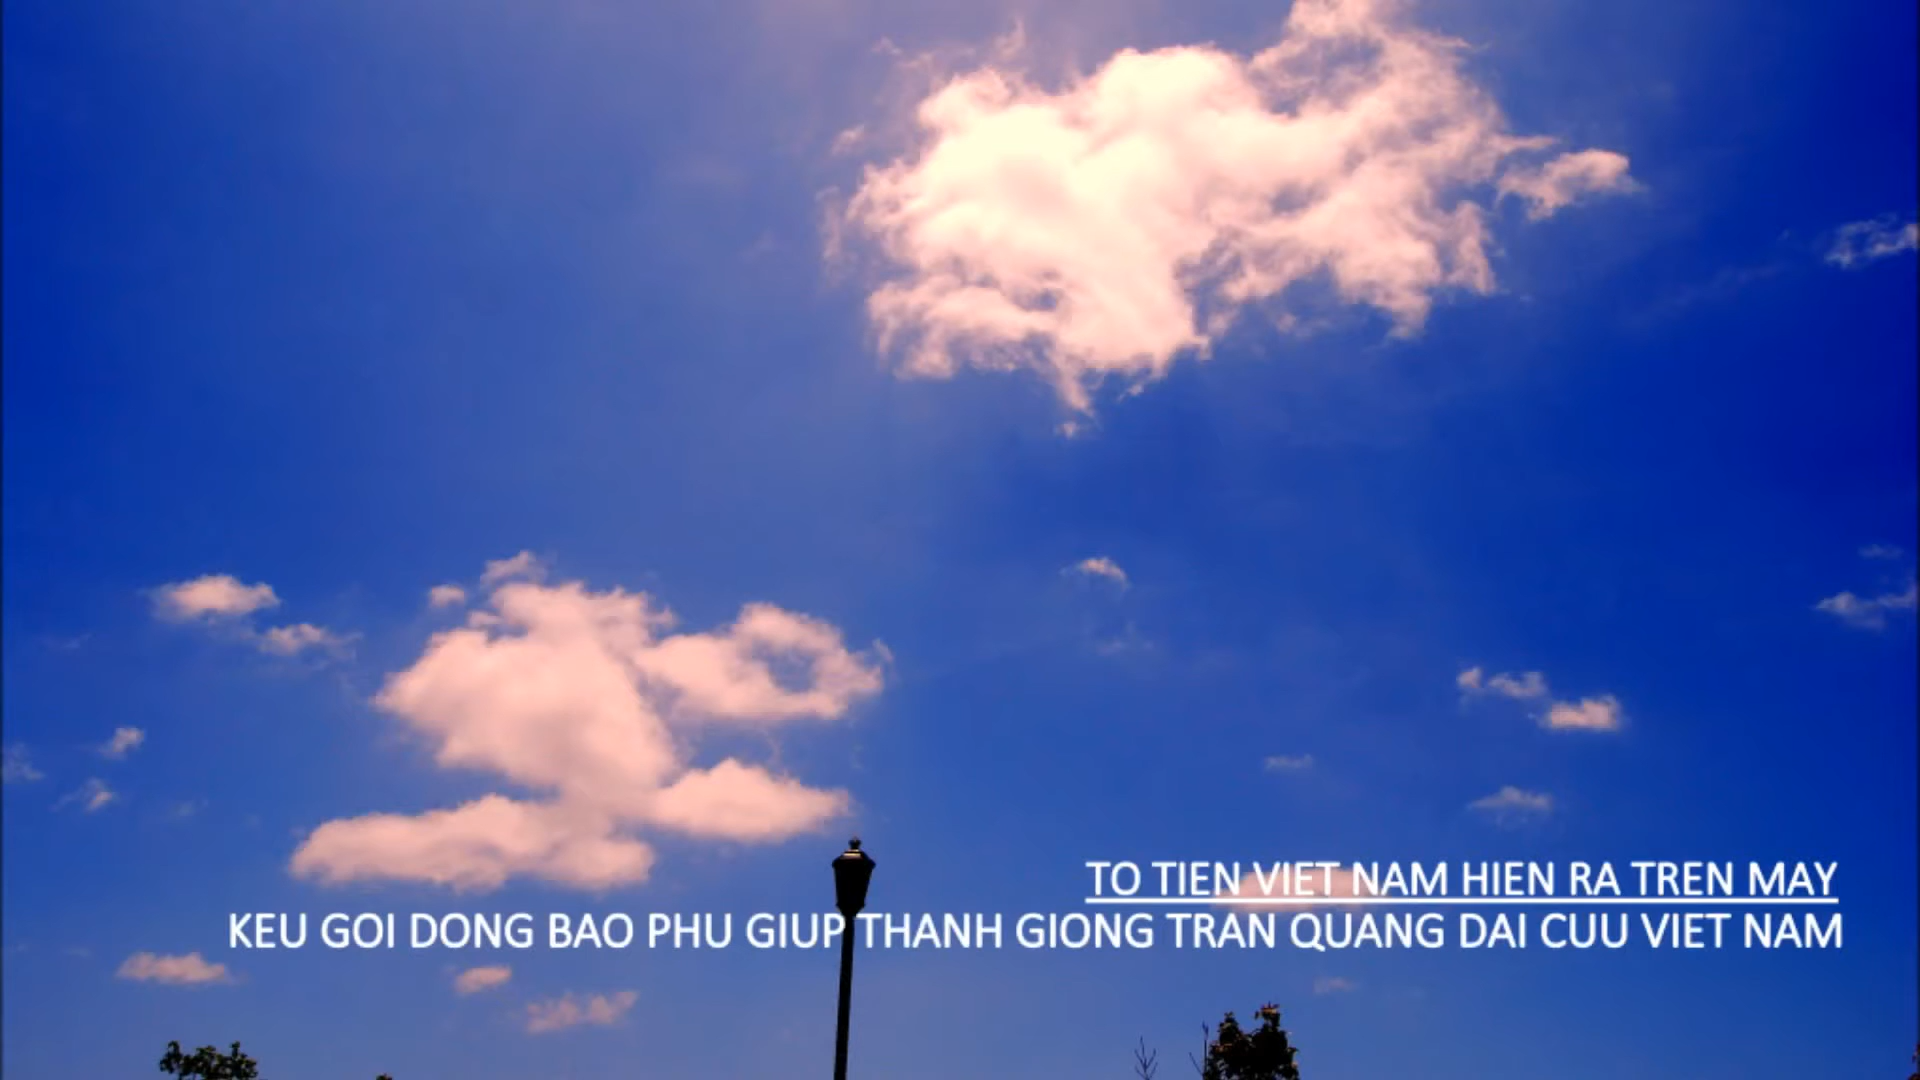 TO TIEN VIET NAM HIEN RA TREN MAY
KEU GOI DONG BAO PHU GIUP THANH GIONG TRAN QUANG DAI CUU VIET NAM